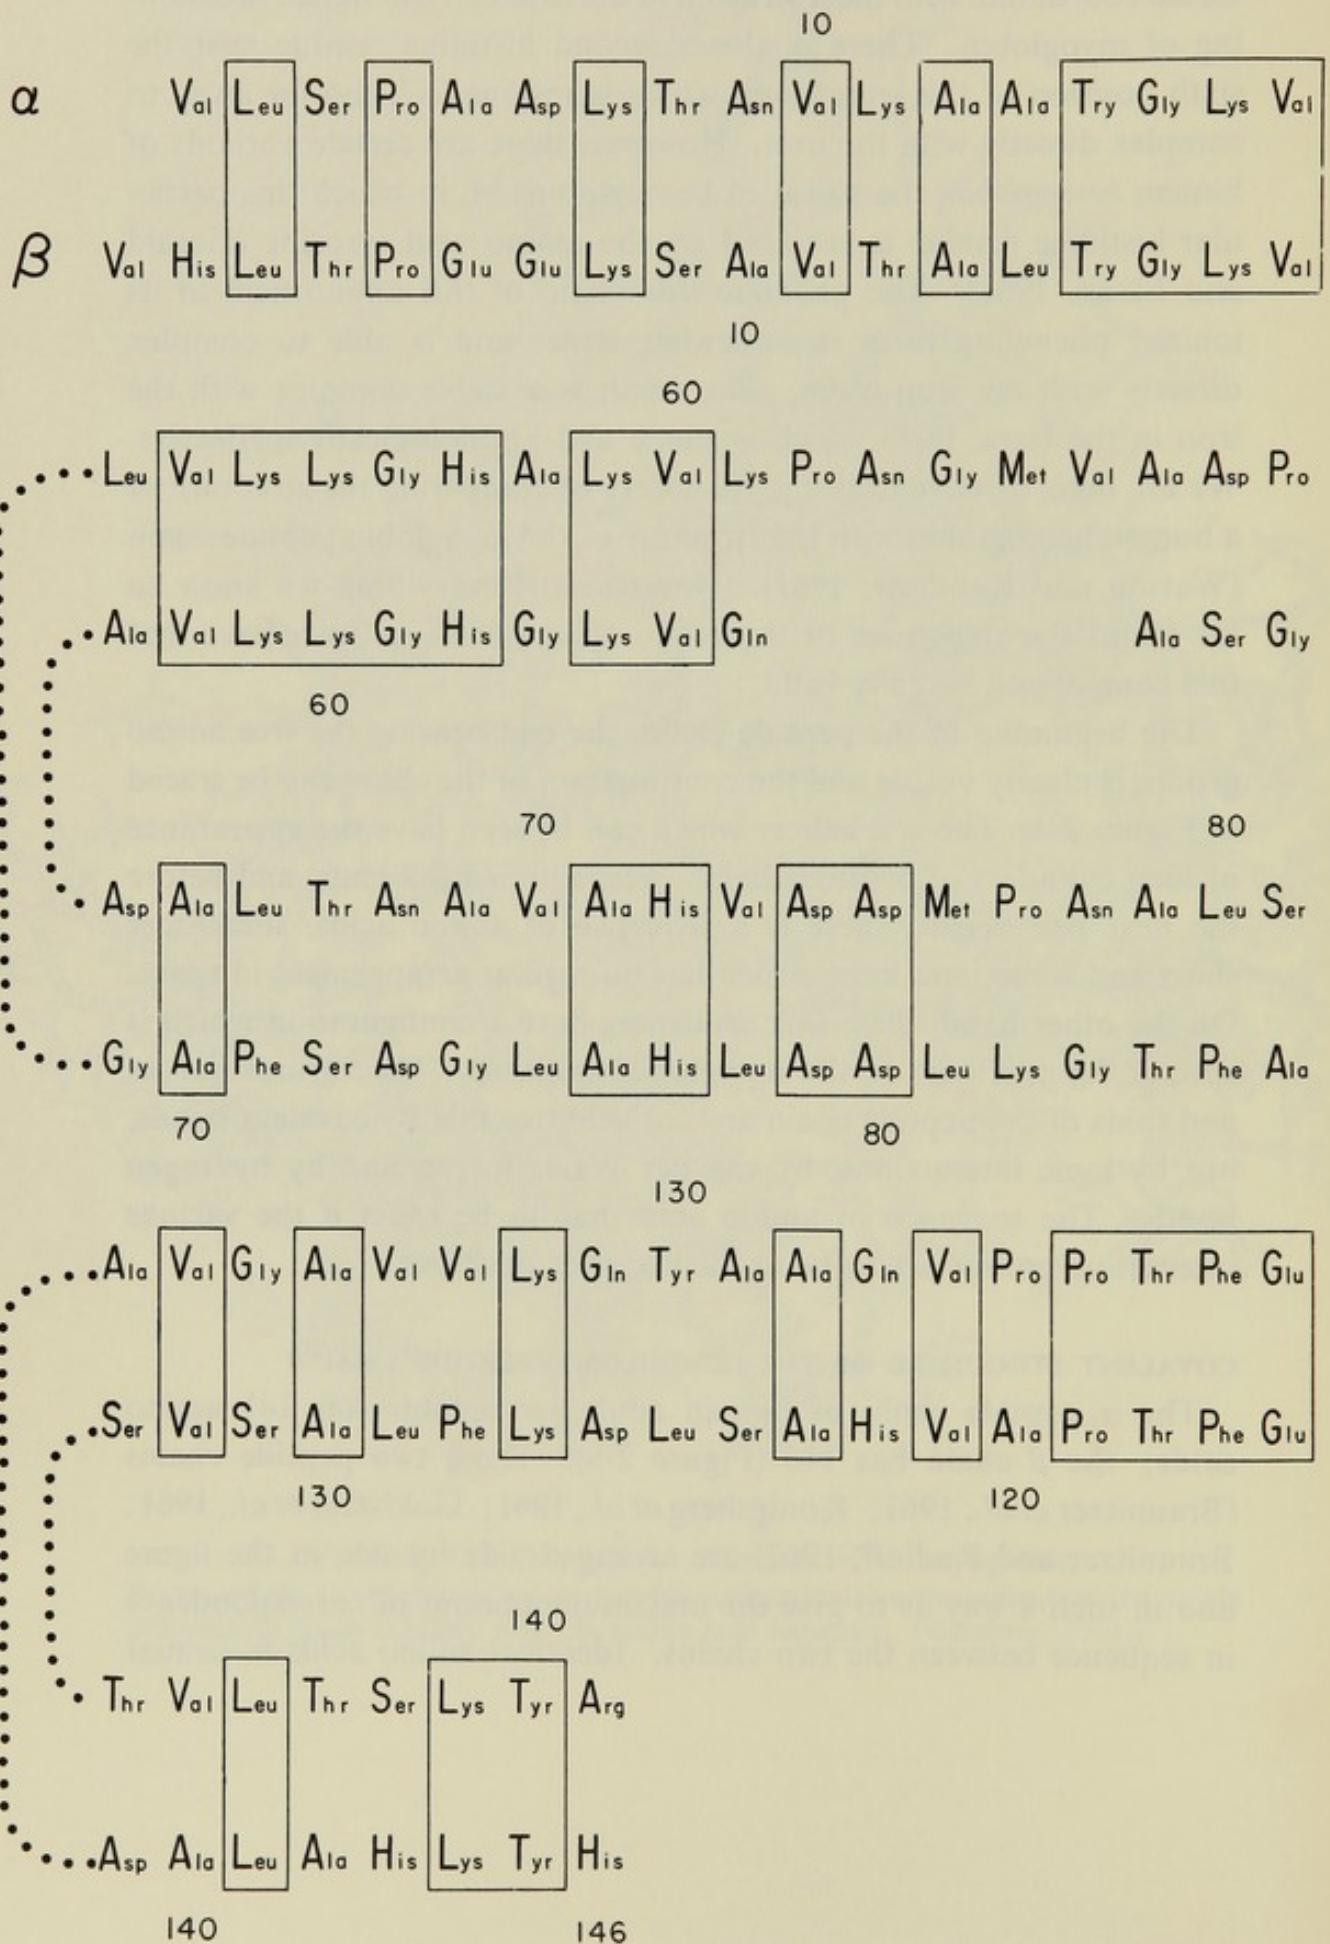 10
α Val Leu Ser Pro Ala Asp Lys Thr Asn Val Lys Ala Ala Try Gly Lys Val
β Val His Leu Thr Pro Glu Glu Lys Ser Ala Val Thr Ala Leu Try Gly Lys Val
10
60
Leu Val Lys Lys Gly His Ala Lys Val Lys Pro Asn Gly Met Val Ala Asp Pro
Ala Val Lys Lys Gly His Gly Lys Val Gln Ala Ser Gly
60
70 80
Asp Ala Leu Thr Asn Ala Val Ala His Val Asp Asp Met Pro Asn Ala Leu Ser
Gly Ala Phe Ser Asp Gly Leu Ala His Leu Asp Asp Leu Lys Gly Thr Phe Ala
70 80
130
Ala Val Gly Ala Val Val Lys Gln Tyr Ala Ala Gln Val Pro Pro Thr Phe Glu
Ser Val Ser Ala Leu Phe Lys Asp Leu Ser Ala His Val Ala Pro Thr Phe Glu
130 120
140
Thr Val Leu Thr Ser Lys Tyr Arg
Asp Ala Leu Ala His Lys Tyr His
140 146